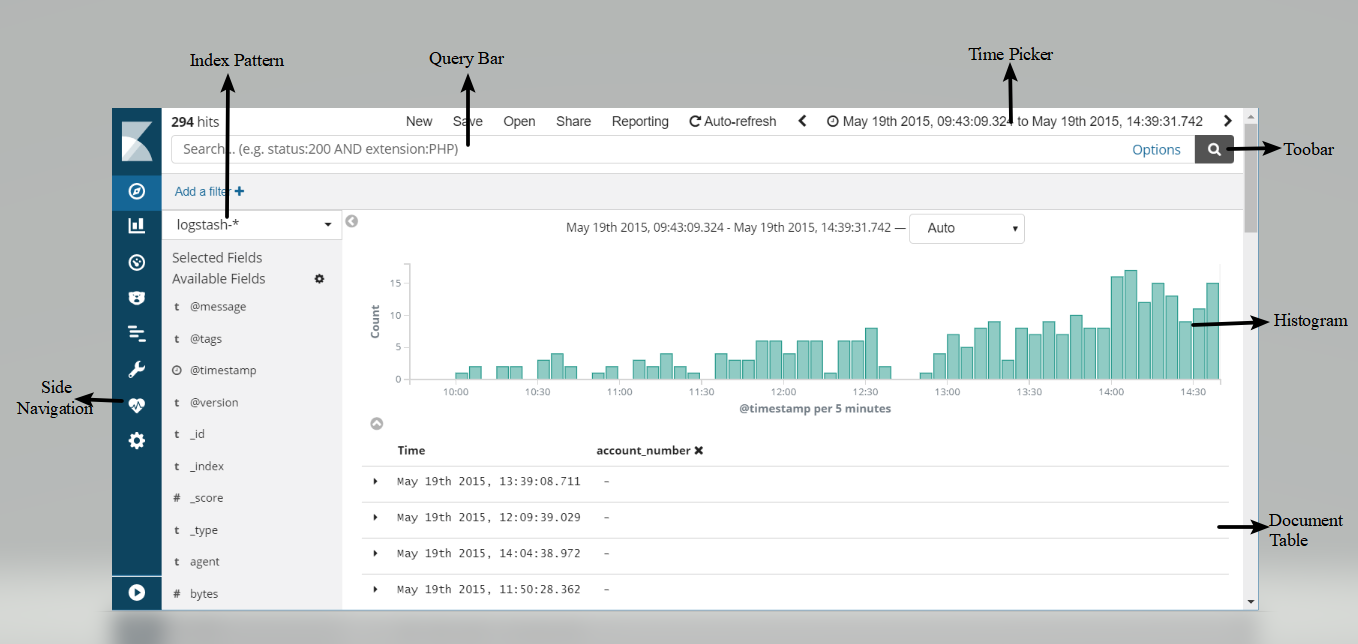 Index Pattern
Query Bar
Time Picker
294 hits
New Save Open Share Reporting Auto-refresh May 19th 2015, 09:43:09.324 to May 19th 2015, 14:39:31.742
Search... (e.g. status:200 AND extension:PHP) Options
Toobar
Add a filter
logstash-*
May 19th 2015, 09:43:09.324 - May 19th 2015, 14:39:31.742 — Auto
Selected Fields
Available Fields
t @message
t @tags
@timestamp
t @version
t _id
t _index
# _score
t _type
t agent
# bytes
Side
Navigation
Count
15
10
5
0
10:00 10:30 11:00 11:30 12:00 12:30 13:00 13:30 14:00 14:30
@timestamp per 5 minutes
Histogram
Time account_number
May 19th 2015, 13:39:08.711 -
May 19th 2015, 12:09:39.029 -
May 19th 2015, 14:04:38.972 -
May 19th 2015, 11:50:28.362 -
Document
Table